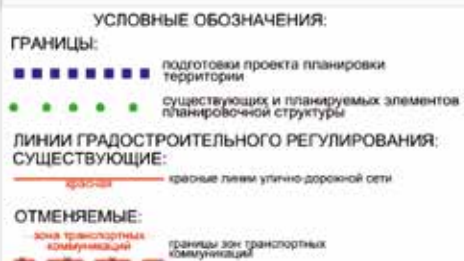 УСЛОВНЫЕ ОБОЗНАЧЕНИЯ:
ГРАНИЦЫ:
подготовки проекта планировки
территории
существующих и планируемых элементов
планировочной структуры
ЛИНИИ ГРАДОСТРОИТЕЛЬНОГО РЕГУЛИРОВАНИЯ:
СУЩЕСТВУЮЩИЕ:
красная
красные линии улично-дорожной сети
ОТМЕНЯЕМЫЕ:
зона транспортных
коммуникаций
границы зон транспортных
коммуникаций